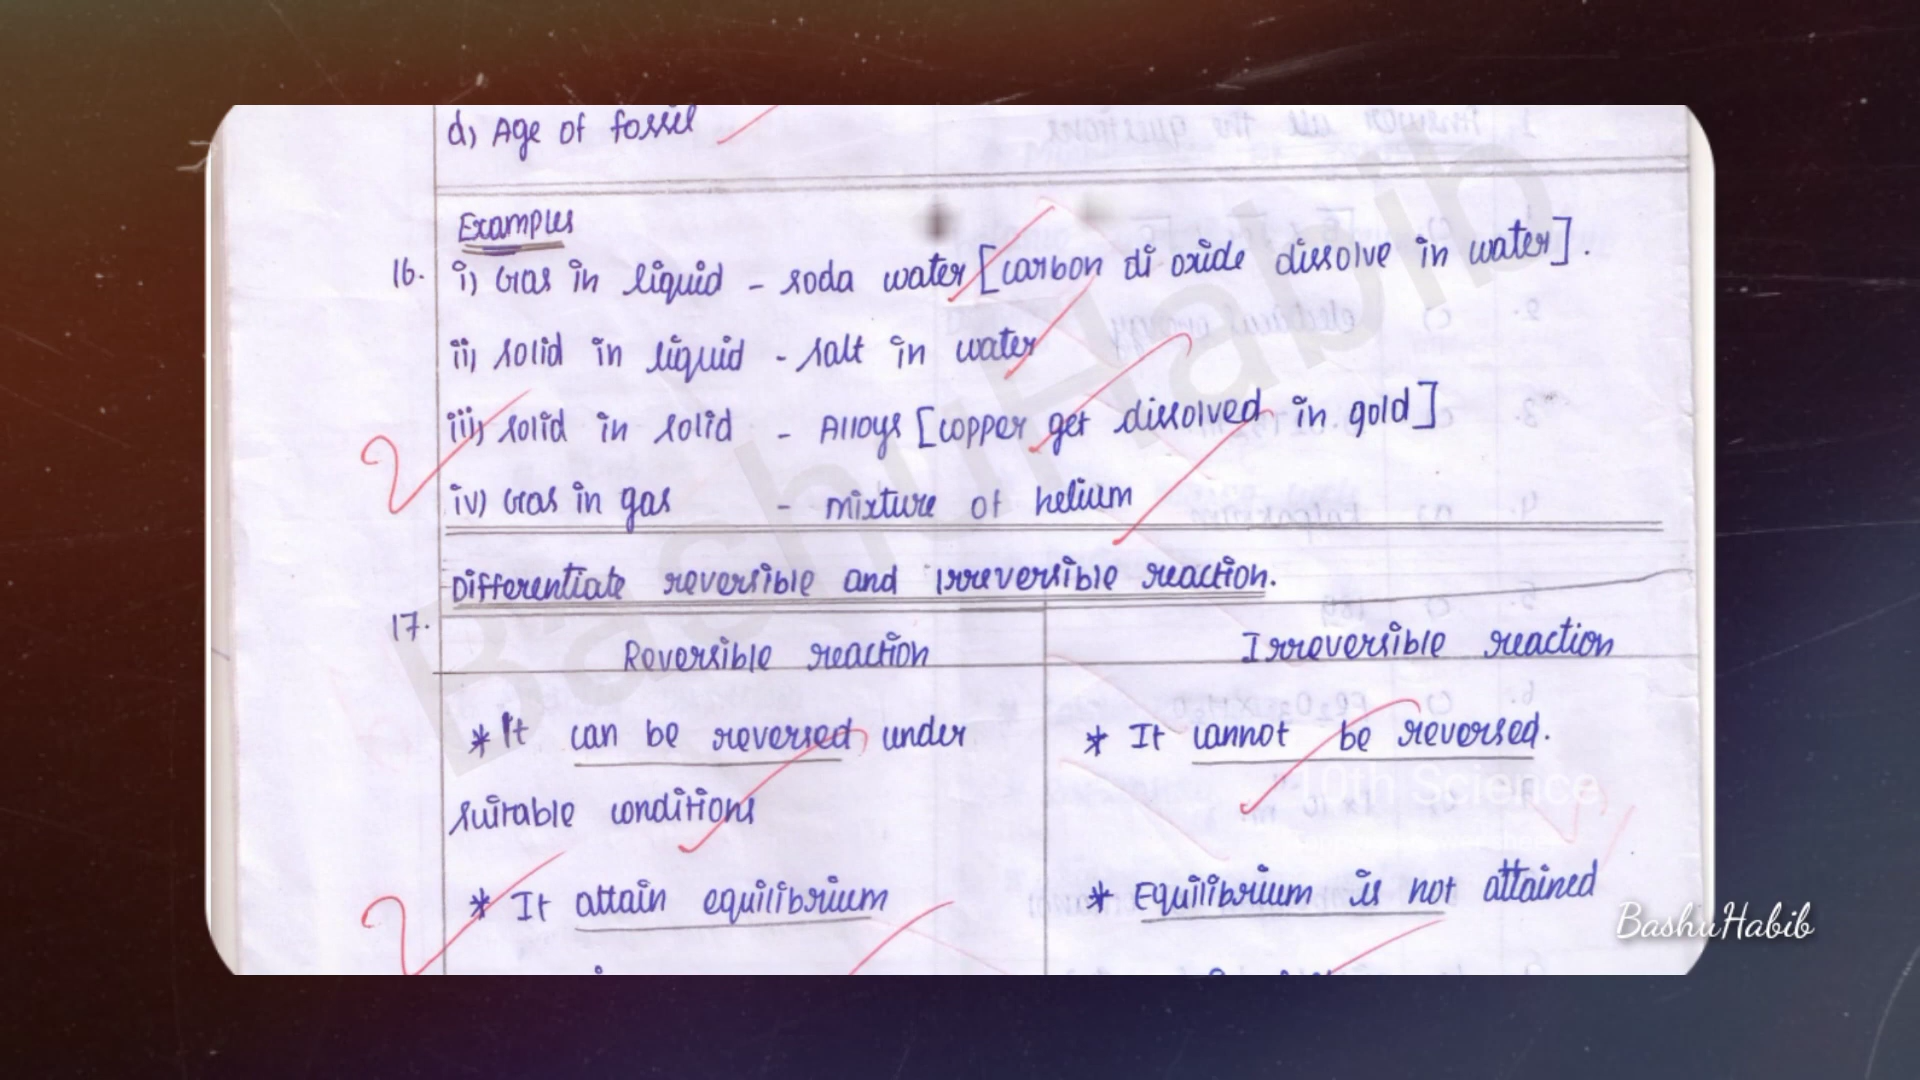 d) Age of fossil
Examples
16. i) Gas in liquid - soda water [carbon di oxide dissolve in water].
ii) solid in liquid - salt in water
iii) solid in solid - Alloys [copper get dissolved in gold]
iv) Gas in gas - mixture of helium
Differentiate reversible and irreversible reaction.
17.
Reversible reaction
Irreversible reaction
* It can be reversed under
suitable conditions
* It cannot be reversed.
* It attain equilibrium
* Equilibrium is not attained
2
2
BashuHabib
10th Science
BashuHabib